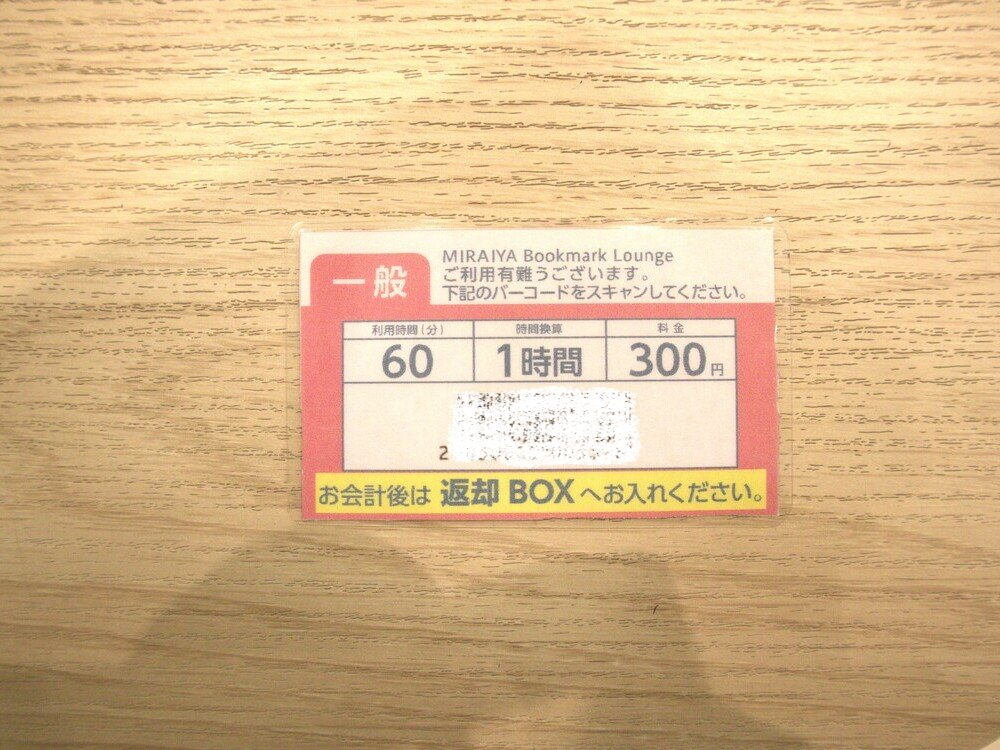 一般
MIRAIYA Bookmark Lounge
ご利用有難うございます。
下記のバーコードをスキャンしてください。
利用時間(分) 時間換算 料金
60 1時間 300円
お会計後は 返却 BOX へお入れください。